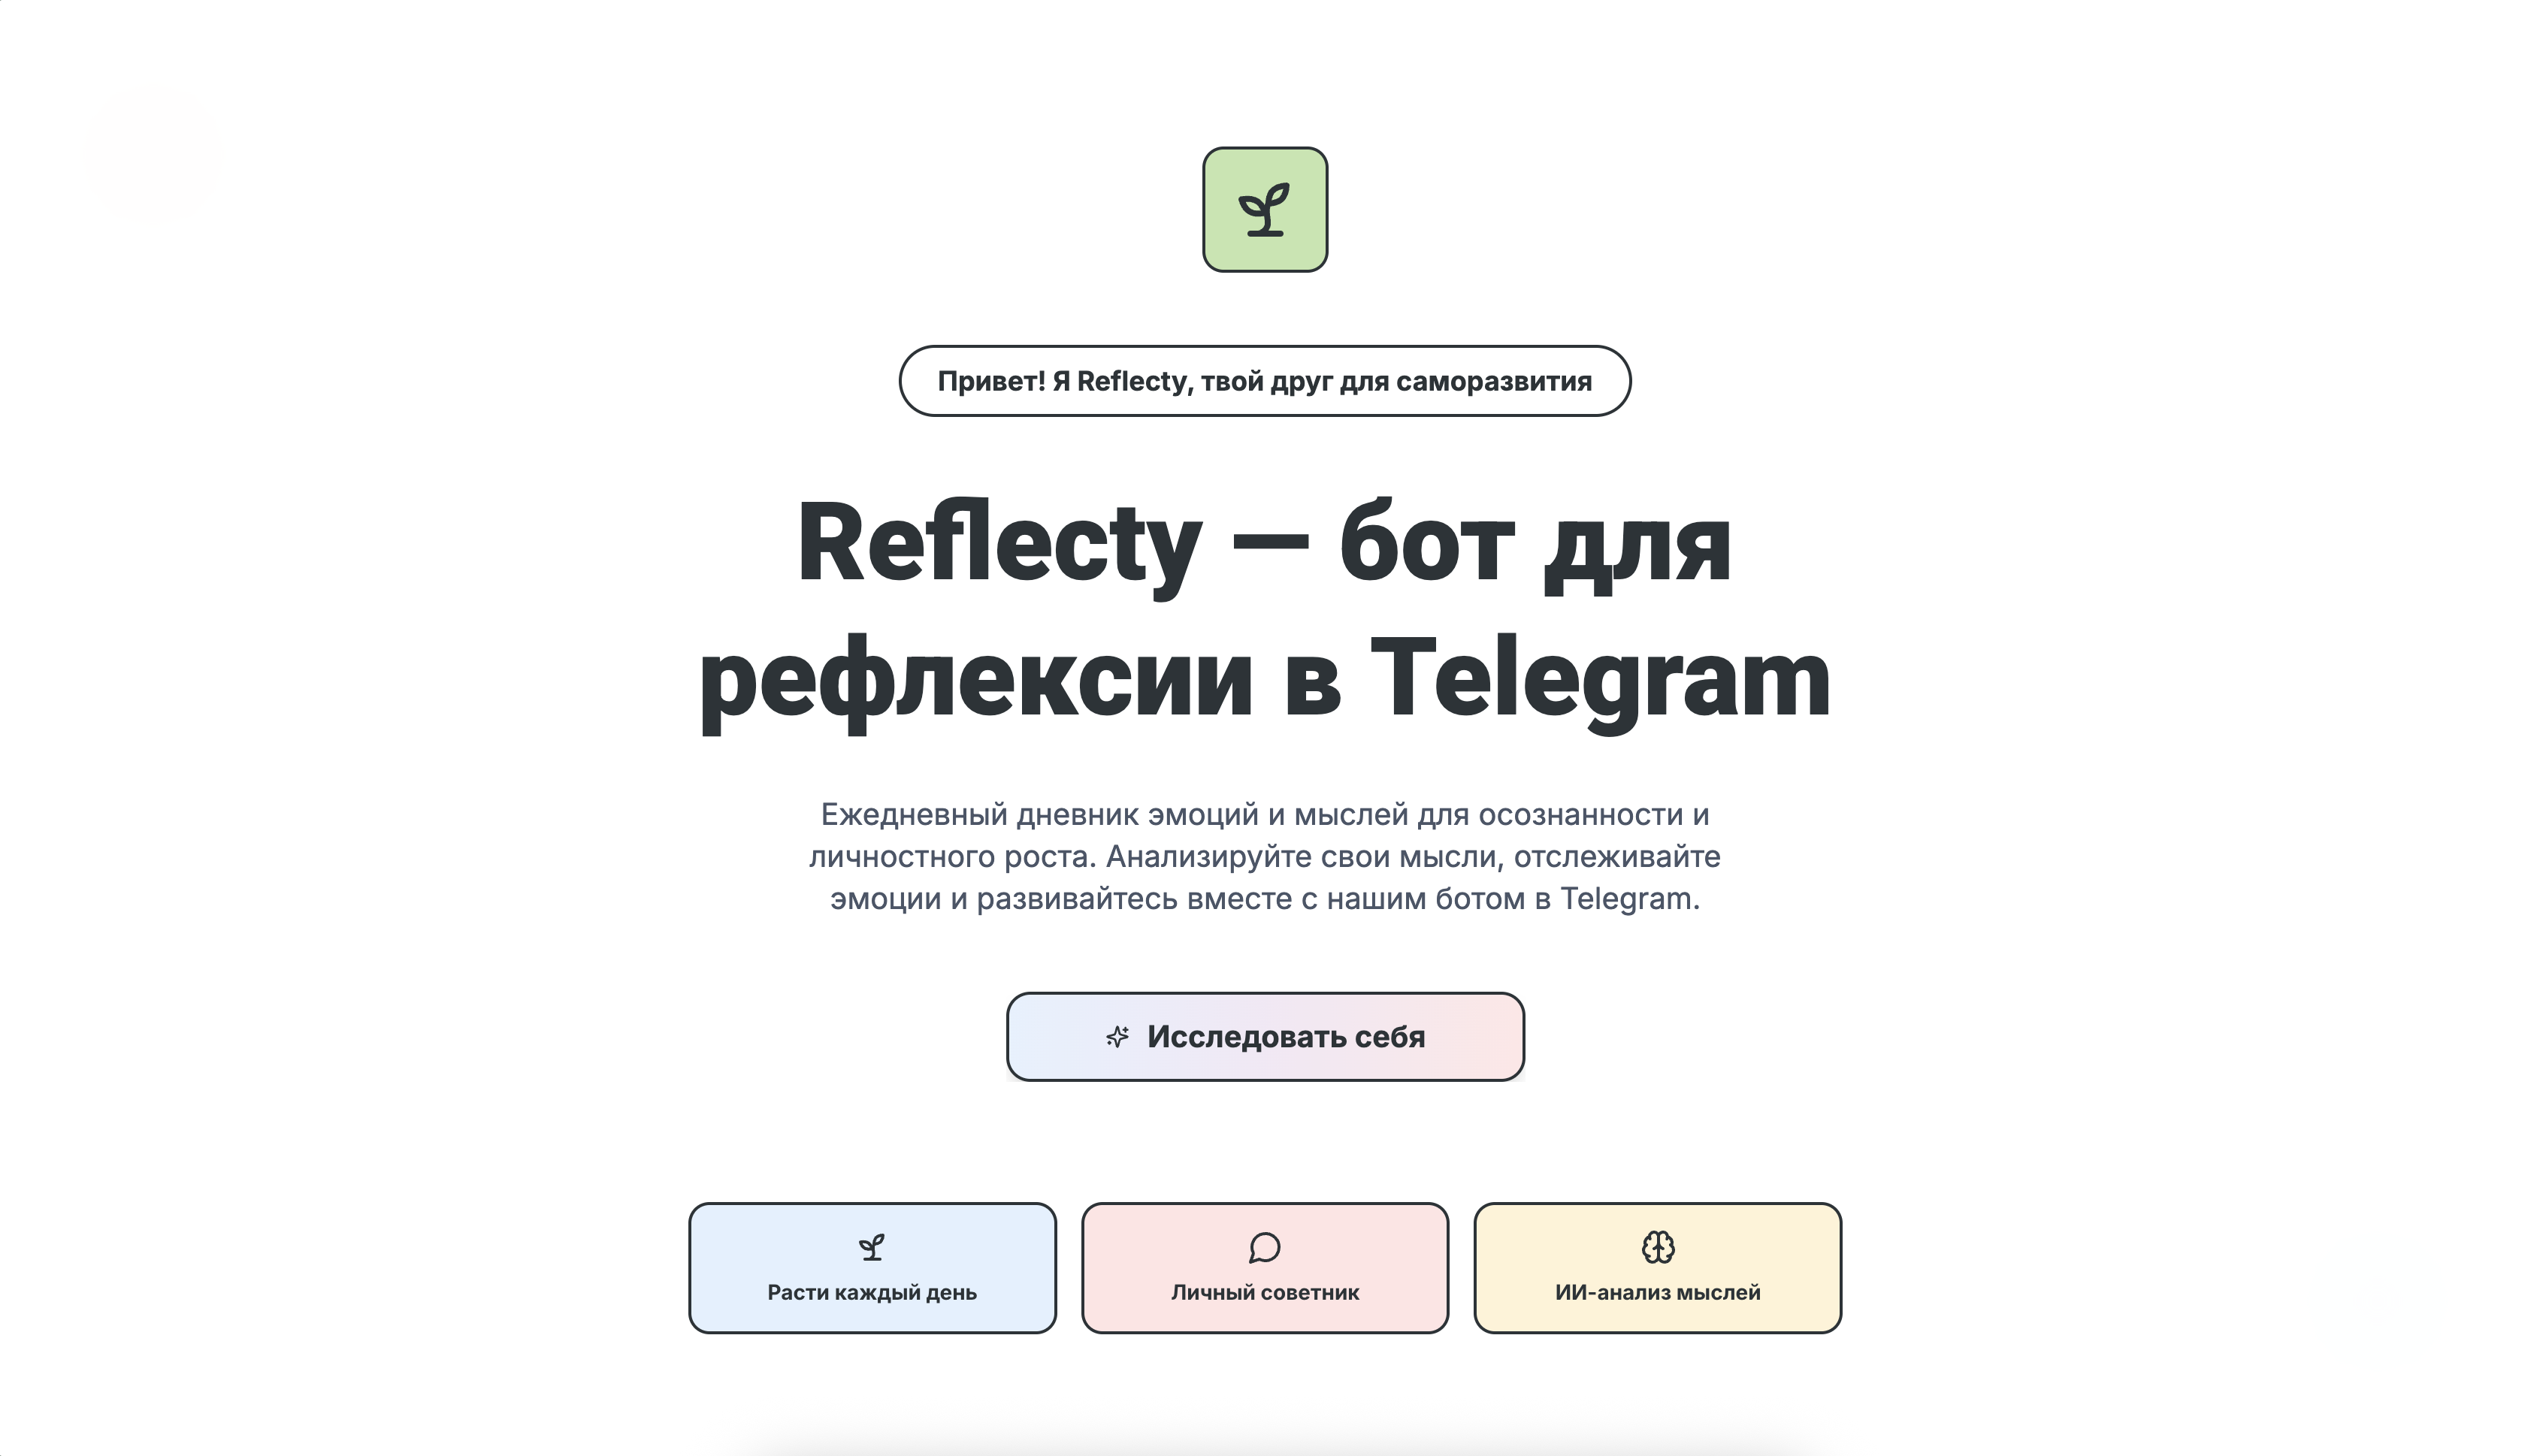 Привет! Я Reflecty, твой друг для саморазвития
Reflecty — бот для
рефлексии в Telegram
Ежедневный дневник эмоций и мыслей для осознанности и
личностного роста. Анализируйте свои мысли, отслеживайте
эмоции и развивайтесь вместе с нашим ботом в Telegram.
Исследовать себя
Расти каждый день
Личный советник
ИИ-анализ мыслей